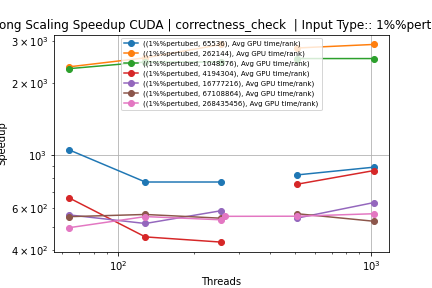 ong Scaling Speedup CUDA | correctness_check | Input Type:: 1%%pert
3 × 10³
2 × 10³
10³
6 × 10²
4 × 10²
Speedup
((1%%pertubed, 65536), Avg GPU time/rank)
((1%%pertubed, 262144), Avg GPU time/rank)
((1%%pertubed, 1048576), Avg GPU time/rank)
((1%%pertubed, 4194304), Avg GPU time/rank)
((1%%pertubed, 16777216), Avg GPU time/rank)
((1%%pertubed, 67108864), Avg GPU time/rank)
((1%%pertubed, 268435456), Avg GPU time/rank)
10² 10³
Threads